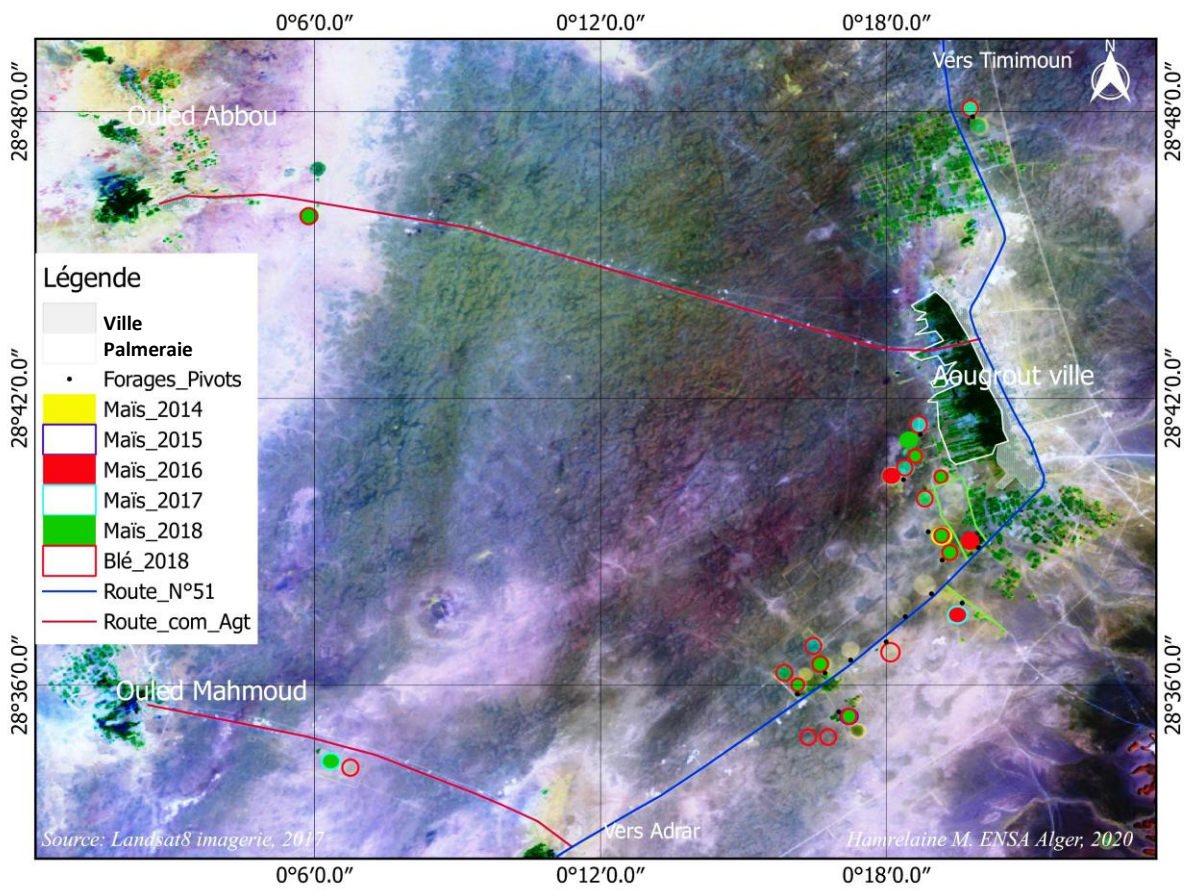 0°6′0.0″ 0°12′0.0″ 0°18′0.0″
Vers Timimoun
N
28°48′0.0″
28°48′0.0″
Ouled Abbou
Légende
Ville
Palmeraie
Forages_Pivots
Maïs_2014
Maïs_2015
Maïs_2016
Maïs_2017
Maïs_2018
Blé_2018
Route_N°51
Route_com_Agt
Aougrout ville
28°42′0.0″
28°42′0.0″
28°36′0.0″
28°36′0.0″
Ouled Mahmoud
Vers Adrar
Source: Landsat8 imagerie, 2017
Hamrelaine M. ENSA Alger, 2020
0°6′0.0″ 0°12′0.0″ 0°18′0.0″